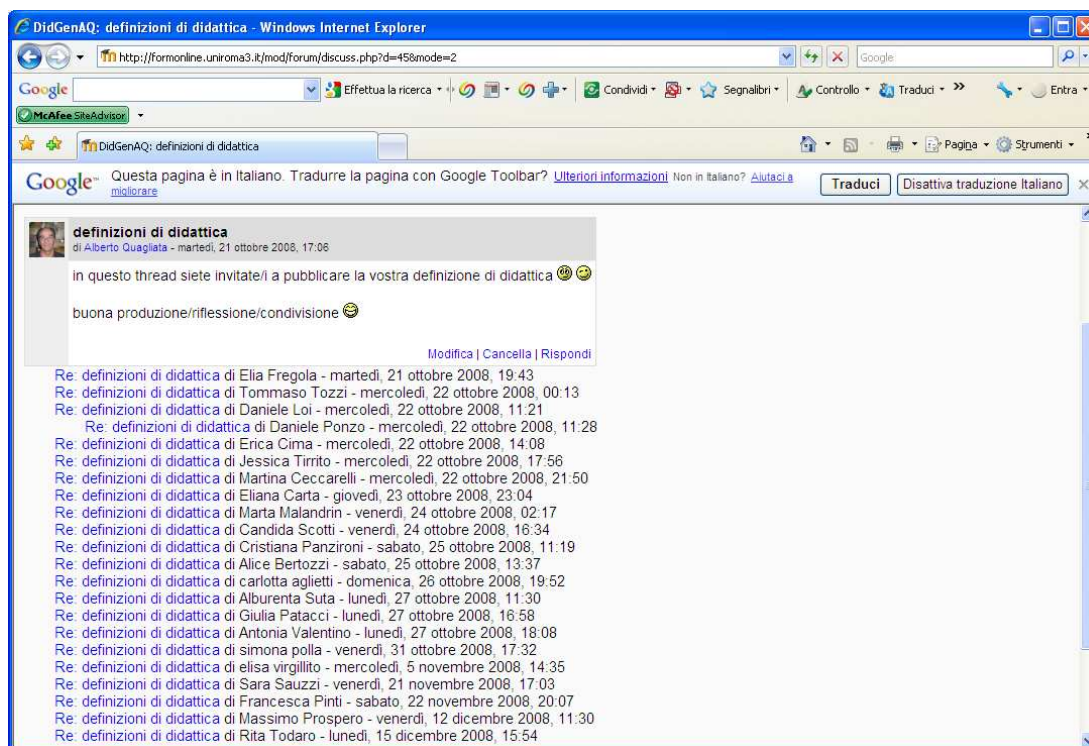 DidGenAQ: definizioni di didattica - Windows Internet Explorer
http://formonline.uniroma3.it/mod/forum/discuss.php?d=45&mode=2
Google
Google
Effettua la ricerca
Condividi
Segnalibri
Controllo
Traduci
Entra
McAfee SiteAdvisor
DidGenAQ: definizioni di didattica
Pagina
Strumenti
Google
Questa pagina è in Italiano. Tradurre la pagina con Google Toolbar? Ulteriori informazioni Non in Italiano? Aiutaci a
migliorare
Traduci
Disattiva traduzione Italiano
definizioni di didattica
di Alberto Quagliata - martedì, 21 ottobre 2008, 17:06
in questo thread siete invitate/i a pubblicare la vostra definizione di didattica
buona produzione/riflessione/condivisione
Modifica | Cancella | Rispondi
Re: definizioni di didattica di Elia Fregola - martedì, 21 ottobre 2008, 19:43
Re: definizioni di didattica di Tommaso Tozzi - mercoledì, 22 ottobre 2008, 00:13
Re: definizioni di didattica di Daniele Loi - mercoledì, 22 ottobre 2008, 11:21
Re: definizioni di didattica di Daniele Ponzo - mercoledì, 22 ottobre 2008, 11:28
Re: definizioni di didattica di Erica Cima - mercoledì, 22 ottobre 2008, 14:08
Re: definizioni di didattica di Jessica Tirrito - mercoledì, 22 ottobre 2008, 17:56
Re: definizioni di didattica di Martina Ceccarelli - mercoledì, 22 ottobre 2008, 21:50
Re: definizioni di didattica di Eliana Carta - giovedì, 23 ottobre 2008, 23:04
Re: definizioni di didattica di Marta Malandrin - venerdì, 24 ottobre 2008, 02:17
Re: definizioni di didattica di Candida Scotti - venerdì, 24 ottobre 2008, 16:34
Re: definizioni di didattica di Cristiana Panzironi - sabato, 25 ottobre 2008, 11:19
Re: definizioni di didattica di Alice Bertozzi - sabato, 25 ottobre 2008, 13:37
Re: definizioni di didattica di carlotta aglietti - domenica, 26 ottobre 2008, 19:52
Re: definizioni di didattica di Alburenta Suta - lunedì, 27 ottobre 2008, 11:30
Re: definizioni di didattica di Giulia Patacci - lunedì, 27 ottobre 2008, 16:58
Re: definizioni di didattica di Antonia Valentino - lunedì, 27 ottobre 2008, 18:08
Re: definizioni di didattica di simona polla - venerdì, 31 ottobre 2008, 17:32
Re: definizioni di didattica di elisa virgillito - mercoledì, 5 novembre 2008, 14:35
Re: definizioni di didattica di Sara Sauzzi - venerdì, 21 novembre 2008, 17:03
Re: definizioni di didattica di Francesca Pinti - sabato, 22 novembre 2008, 20:07
Re: definizioni di didattica di Massimo Prospero - venerdì, 12 dicembre 2008, 11:30
Re: definizioni di didattica di Rita Todaro - lunedì, 15 dicembre 2008, 15:54